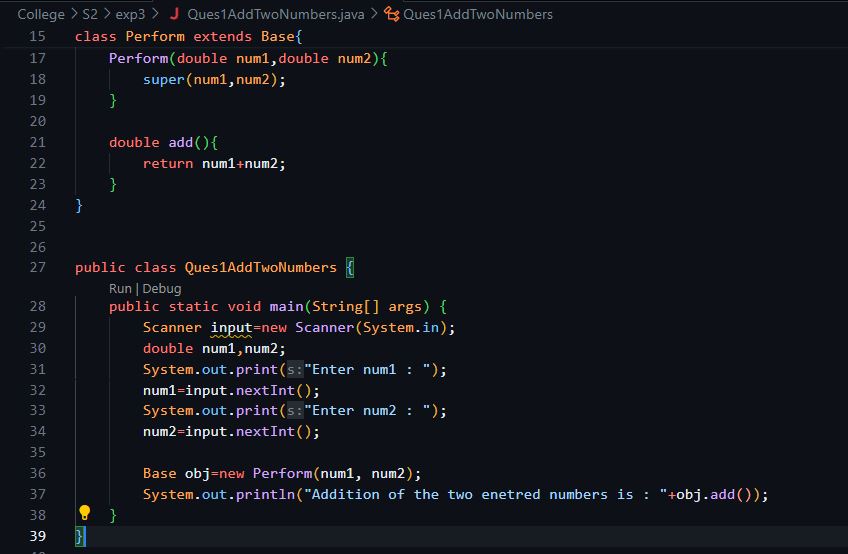 College > S2 > exp3 > J Ques1AddTwoNumbers.java > Ques1AddTwoNumbers
15 class Perform extends Base{
17     Perform(double num1,double num2){
18         super(num1,num2);
19     }
20
21     double add(){
22         return num1+num2;
23     }
24 }
25
26
27 public class Ques1AddTwoNumbers {
Run | Debug
28     public static void main(String[] args) {
29         Scanner input=new Scanner(System.in);
30         double num1,num2;
31         System.out.print(s:"Enter num1 : ");
32         num1=input.nextInt();
33         System.out.print(s:"Enter num2 : ");
34         num2=input.nextInt();
35
36         Base obj=new Perform(num1, num2);
37         System.out.println("Addition of the two enetred numbers is : "+obj.add());
38     }
39 }